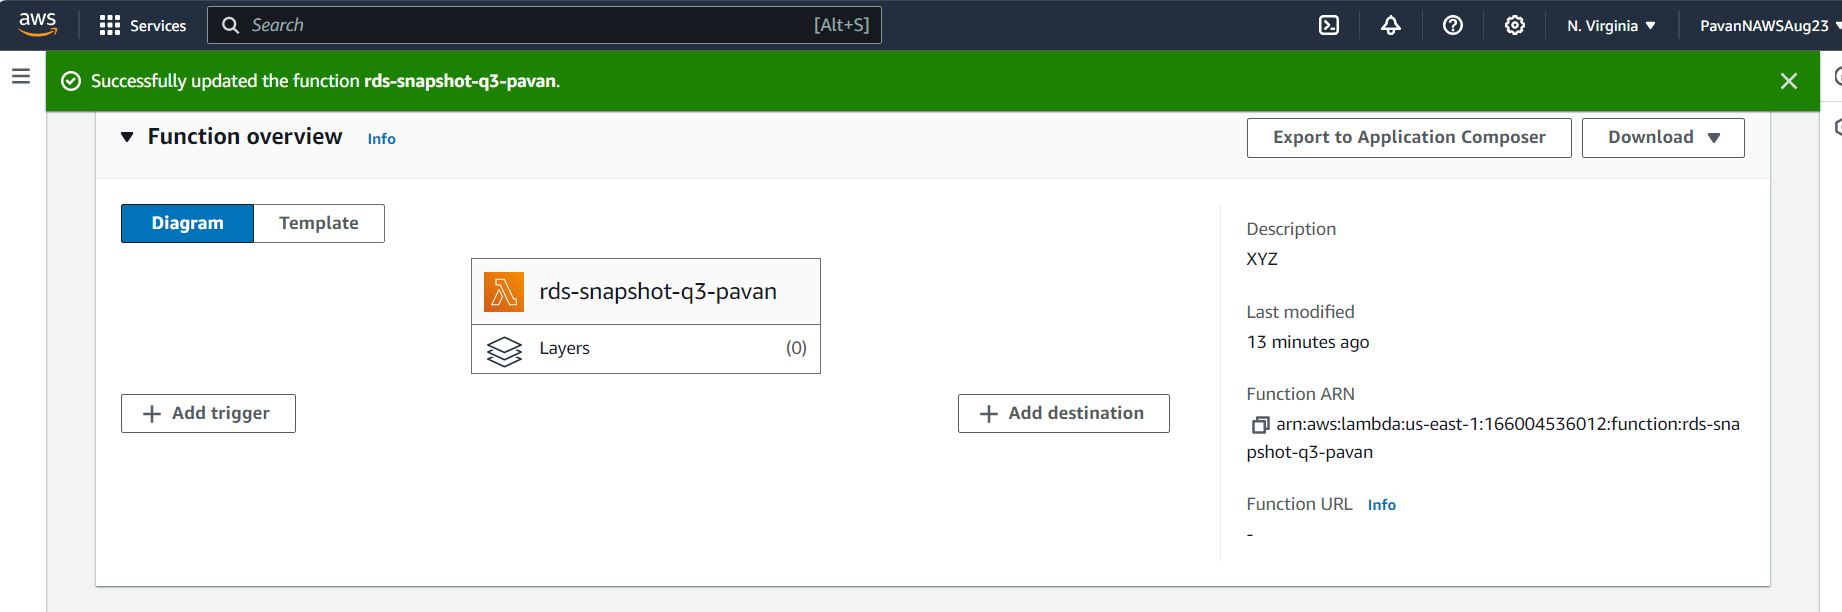 aws
Services
Search
[Alt+S]
N. Virginia
PavanNAWSAug23
Successfully updated the function rds-snapshot-q3-pavan.
Function overview
Info
Export to Application Composer
Download
Diagram
Template
rds-snapshot-q3-pavan
Layers
(0)
Add trigger
Add destination
Description
XYZ
Last modified
13 minutes ago
Function ARN
arn:aws:lambda:us-east-1:166004536012:function:rds-sna
pshot-q3-pavan
Function URL
Info
-